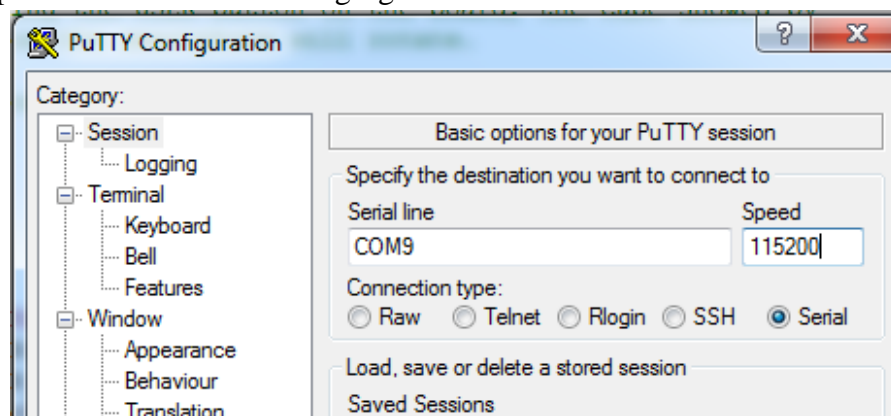 PuTTY Configuration
Category:
Session
Logging
Terminal
Keyboard
Bell
Features
Window
Appearance
Behaviour
Translation
Basic options for your PuTTY session
Specify the destination you want to connect to
Serial line Speed
COM9 115200
Connection type:
Raw Telnet Rlogin SSH Serial
Load, save or delete a stored session
Saved Sessions